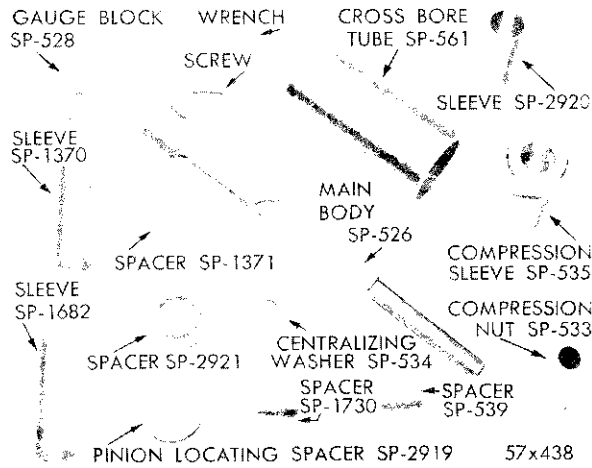 GAUGE BLOCK
SP-528
WRENCH
SCREW
CROSS BORE
TUBE SP-561
SLEEVE SP-2920
SLEEVE
SP-1370
MAIN
BODY
SP-526
SPACER SP-1371
COMPRESSION
SLEEVE SP-535
SLEEVE
SP-1682
COMPRESSION
NUT SP-533
SPACER SP-2921
CENTRALIZING
WASHER SP-534
SPACER
SP-1730
SPACER
SP-539
PINION LOCATING SPACER SP-2919
57x438